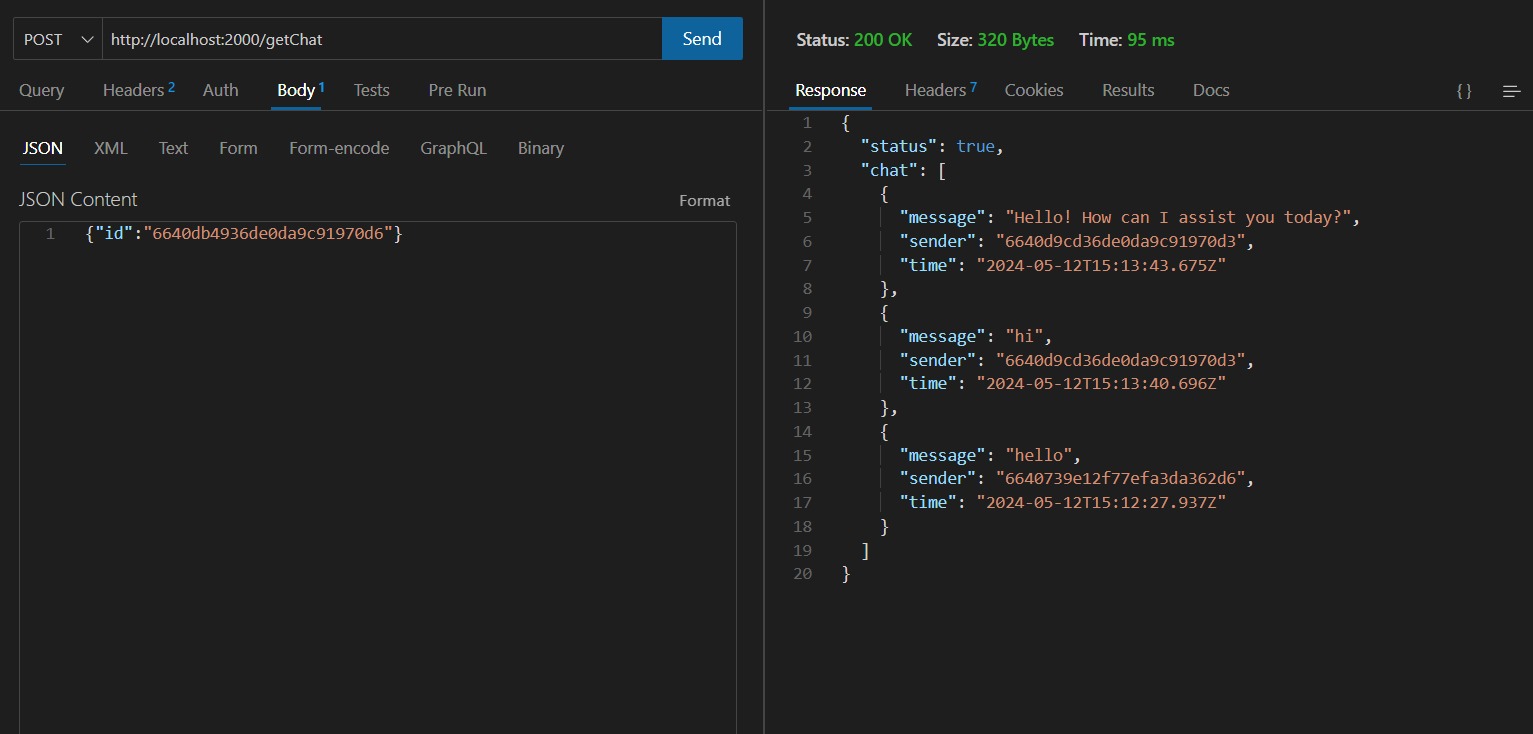 POST http://localhost:2000/getChat Send
Query Headers 2 Auth Body 1 Tests Pre Run
JSON XML Text Form Form-encode GraphQL Binary
JSON Content Format
1 {"id":"6640db4936de0da9c91970d6"}
Status: 200 OK Size: 320 Bytes Time: 95 ms
Response Headers 7 Cookies Results Docs { }
1 {
2 "status": true,
3 "chat": [
4 {
5 "message": "Hello! How can I assist you today?",
6 "sender": "6640d9cd36de0da9c91970d3",
7 "time": "2024-05-12T15:13:43.675Z"
8 },
9 {
10 "message": "hi",
11 "sender": "6640d9cd36de0da9c91970d3",
12 "time": "2024-05-12T15:13:40.696Z"
13 },
14 {
15 "message": "hello",
16 "sender": "6640739e12f77efa3da362d6",
17 "time": "2024-05-12T15:12:27.937Z"
18 }
19 ]
20 }